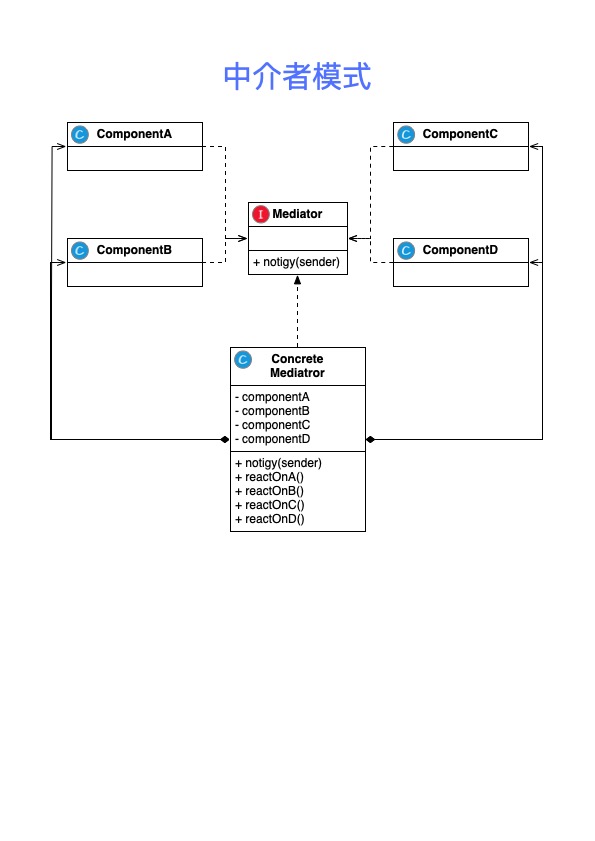 中介者模式
C ComponentA
C ComponentC
I Mediator
C ComponentB
C ComponentD
+ notigy(sender)
C Concrete
Mediatror
- componentA
- componentB
- componentC
- componentD
+ notigy(sender)
+ reactOnA()
+ reactOnB()
+ reactOnC()
+ reactOnD()